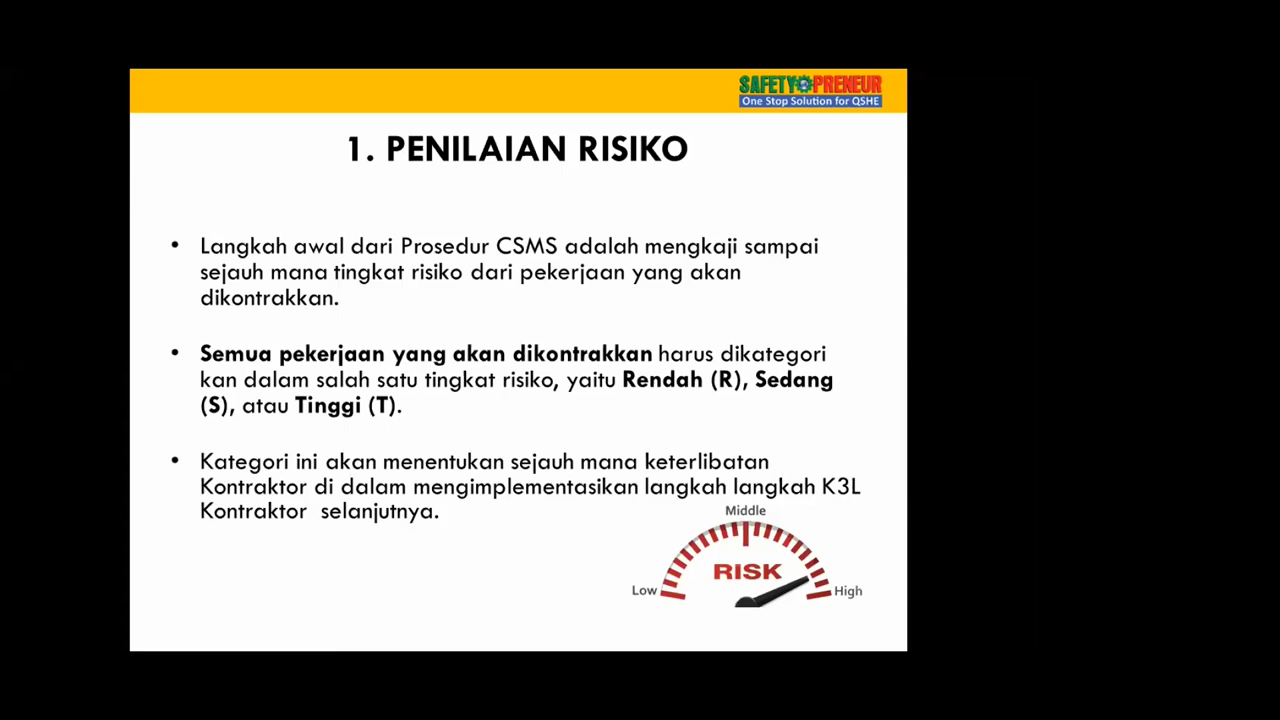 SAFETY PRENEUR
One Stop Solution for QSHE
1. PENILAIAN RISIKO
• Langkah awal dari Prosedur CSMS adalah mengkaji sampai
sejauh mana tingkat risiko dari pekerjaan yang akan
dikontrakkan.
• Semua pekerjaan yang akan dikontrakkan harus dikategori
kan dalam salah satu tingkat risiko, yaitu Rendah (R), Sedang
(S), atau Tinggi (T).
• Kategori ini akan menentukan sejauh mana keterlibatan
Kontraktor di dalam mengimplementasikan langkah langkah K3L
Kontraktor selanjutnya.
Middle
RISK
Low
High